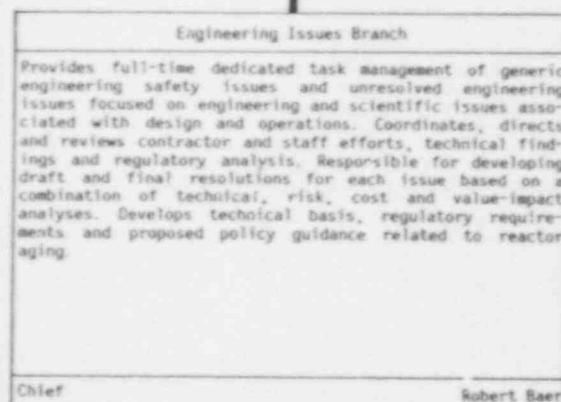 Engineering Issues Branch
Provides full-time dedicated task management of generic
engineering safety issues and unresolved engineering
issues focused on engineering and scientific issues asso-
ciated with design and operations. Coordinates, directs
and reviews contractor and staff efforts, technical find-
ings and regulatory analysis. Responsible for developing
draft and final resolutions for each issue based on a
combination of technical, risk, cost and value-impact
analyses. Develops technical basis, regulatory require-
ments and proposed policy guidance related to reactor
aging.
Chief
Robert Baer